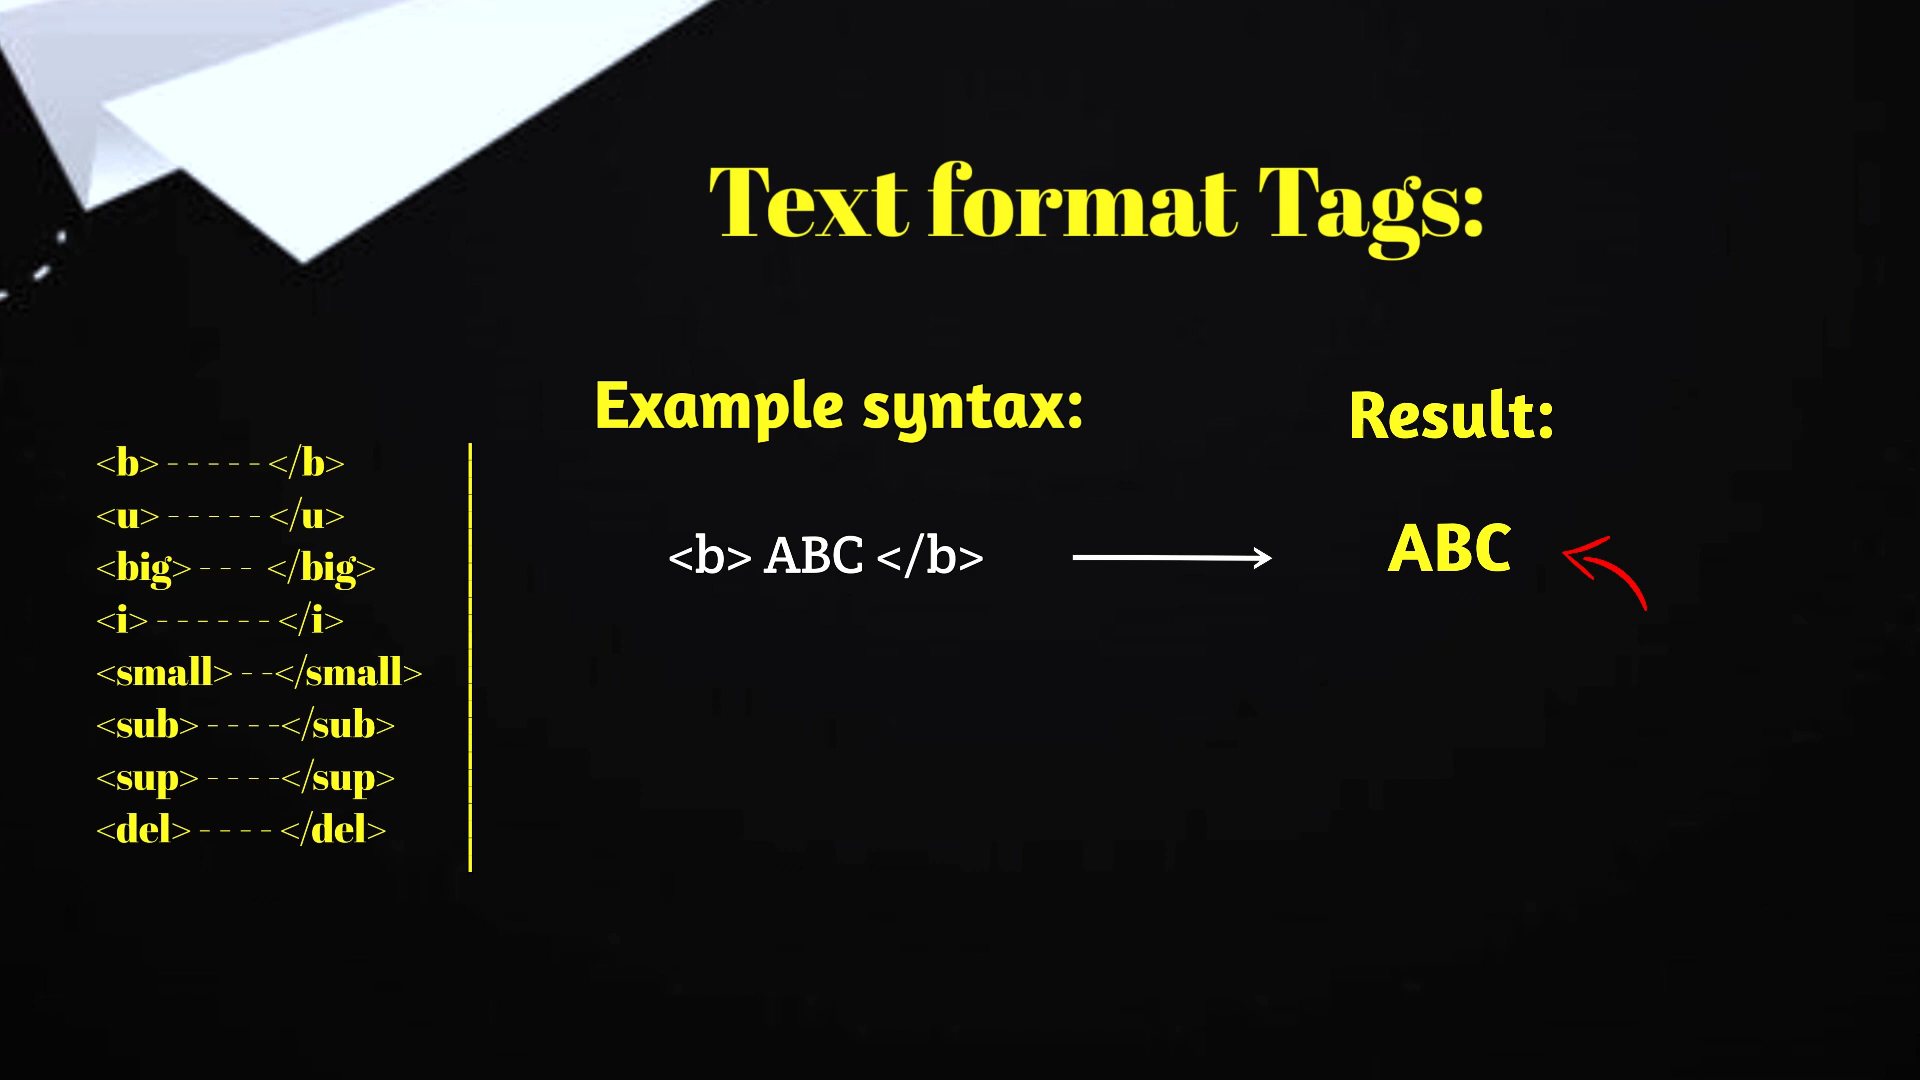 Text format Tags:
Example syntax:
Result:
<b> ABC </b>
ABC
<b>-----</b>
<u>-----</u>
<big>--- </big>
<i>------</i>
<small>--</small>
<sub>----</sub>
<sup>----</sup>
<del>----</del>